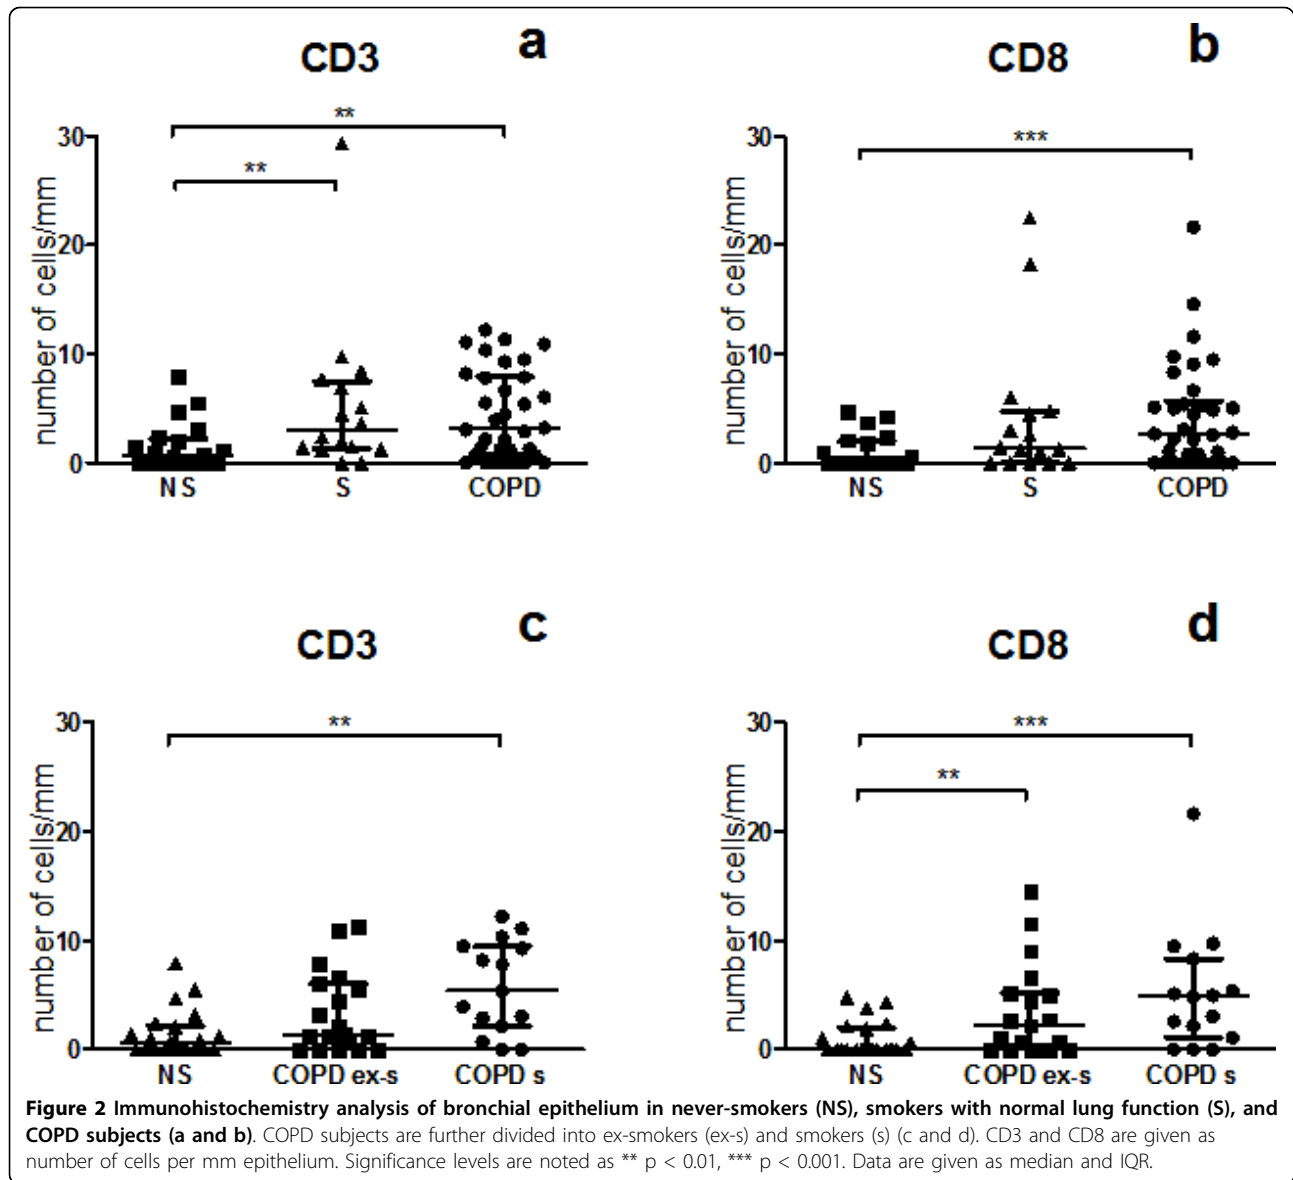 CD3 a
**
**
30
20
10
0
number of cells/mm
NS S COPD
CD8 b
***
30
20
10
0
number of cells/mm
NS S COPD
CD3 c
**
30
20
10
0
number of cells/mm
NS COPD ex-s COPD s
CD8 d
***
**
30
20
10
0
number of cells/mm
NS COPD ex-s COPD s
Figure 2 Immunohistochemistry analysis of bronchial epithelium in never-smokers (NS), smokers with normal lung function (S), and
COPD subjects (a and b). COPD subjects are further divided into ex-smokers (ex-s) and smokers (s) (c and d). CD3 and CD8 are given as
number of cells per mm epithelium. Significance levels are noted as ** p < 0.01, *** p < 0.001. Data are given as median and IQR.